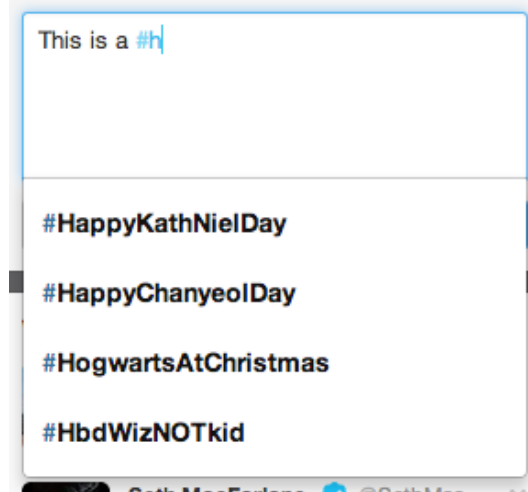 This is a #h
#HappyKathNielDay
#HappyChanyeolDay
#HogwartsAtChristmas
#HbdWizNOTkid